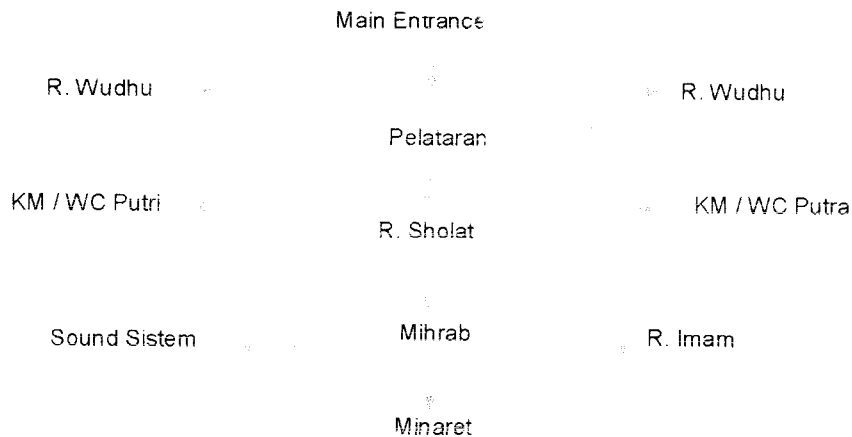 Main Entrance
R. Wudhu
R. Wudhu
Pelataran
KM / WC Putri
KM / WC Putra
R. Sholat
Sound Sistem
Mihrab
R. Imam
Minaret